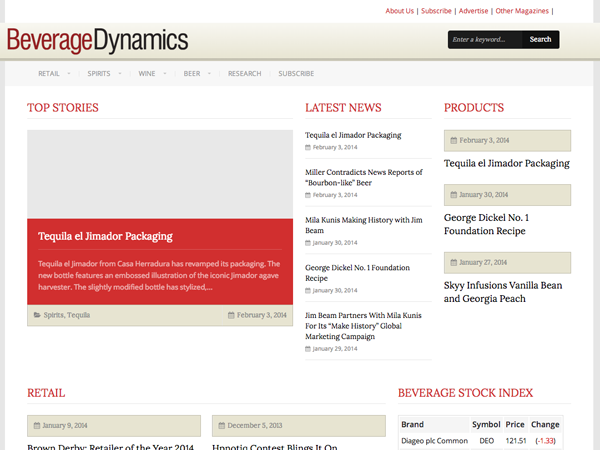 About Us | Subscribe | Advertise | Other Magazines |
BeverageDynamics
Enter a keyword... Search
RETAIL SPIRITS WINE BEER RESEARCH SUBSCRIBE
TOP STORIES
Tequila el Jimador Packaging
Tequila el Jimador from Casa Herradura has revamped its packaging. The
new bottle features an embossed illustration of the iconic Jimador agave
harvester. The slightly modified bottle has stylized,...
Spirits, Tequila February 3, 2014
LATEST NEWS
Tequila el Jimador Packaging
February 3, 2014
Miller Contradicts News Reports of
“Bourbon-like” Beer
February 3, 2014
Mila Kunis Making History with Jim
Beam
January 30, 2014
George Dickel No. 1 Foundation
Recipe
January 30, 2014
Jim Beam Partners With Mila Kunis
For Its “Make History” Global
Marketing Campaign
January 29, 2014
PRODUCTS
February 3, 2014
Tequila el Jimador Packaging
January 30, 2014
George Dickel No. 1
Foundation Recipe
January 27, 2014
Skyy Infusions Vanilla Bean
and Georgia Peach
RETAIL
January 9, 2014
Brown Derby: Retailer of the Year 2014
December 5, 2013
Hpnotiq Contest Blings It On
BEVERAGE STOCK INDEX
Brand Symbol Price Change
Diageo plc Common DEO 121.51 (-1.33)